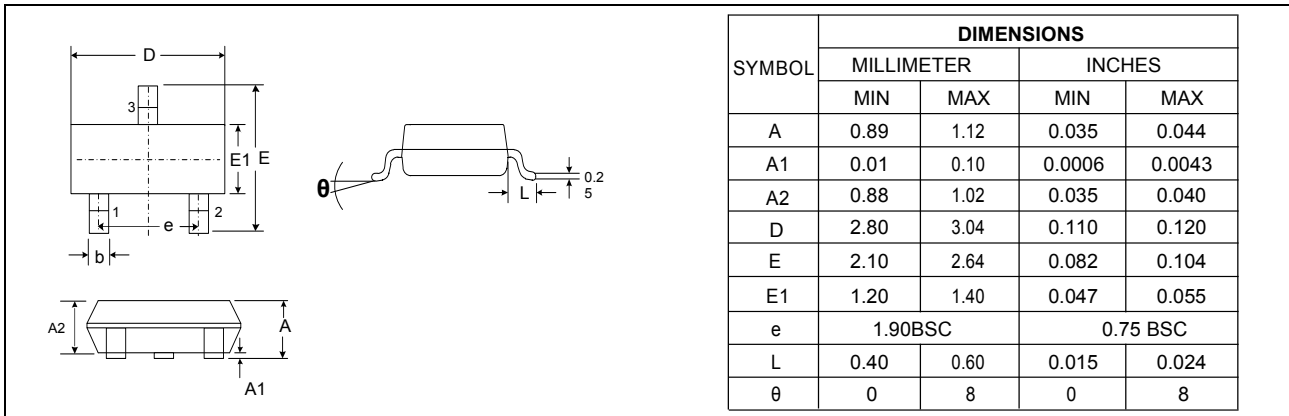 D
3
E1
E
1
2
e
b
θ
L
0.2
5
A2
A
A1
DIMENSIONS
SYMBOL MILLIMETER INCHES
MIN MAX MIN MAX
A 0.89 1.12 0.035 0.044
A1 0.01 0.10 0.0006 0.0043
A2 0.88 1.02 0.035 0.040
D 2.80 3.04 0.110 0.120
E 2.10 2.64 0.082 0.104
E1 1.20 1.40 0.047 0.055
e 1.90BSC 0.75 BSC
L 0.40 0.60 0.015 0.024
θ 0 8 0 8